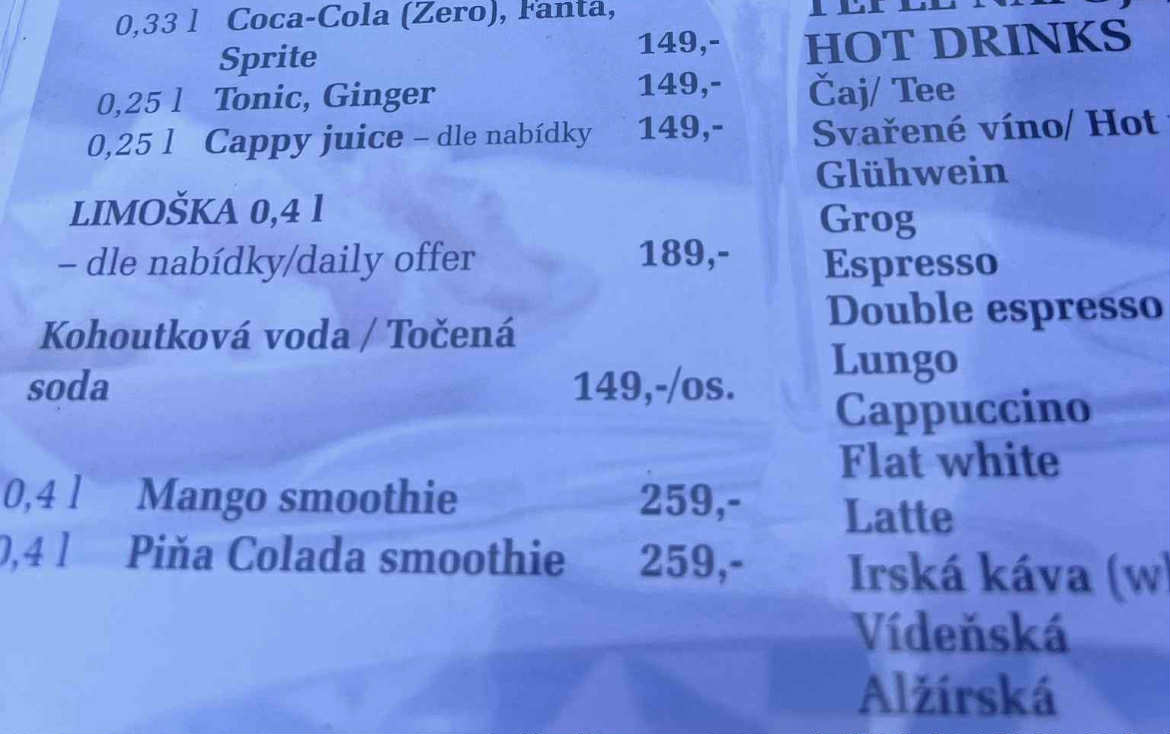 0,33 l Coca-Cola (Zero), Fanta,
Sprite 149,-
0,25 l Tonic, Ginger 149,-
0,25 l Cappy juice – dle nabídky 149,-
LIMOŠKA 0,4 l
– dle nabídky/daily offer 189,-
Kohoutková voda / Točená
soda 149,-/os.
0,4 l Mango smoothie 259,-
0,4 l Piňa Colada smoothie 259,-
HOT DRINKS
Čaj/ Tee
Svařené víno/ Hot
Glühwein
Grog
Espresso
Double espresso
Lungo
Cappuccino
Flat white
Latte
Irská káva (w
Vídeňská
Alžírská